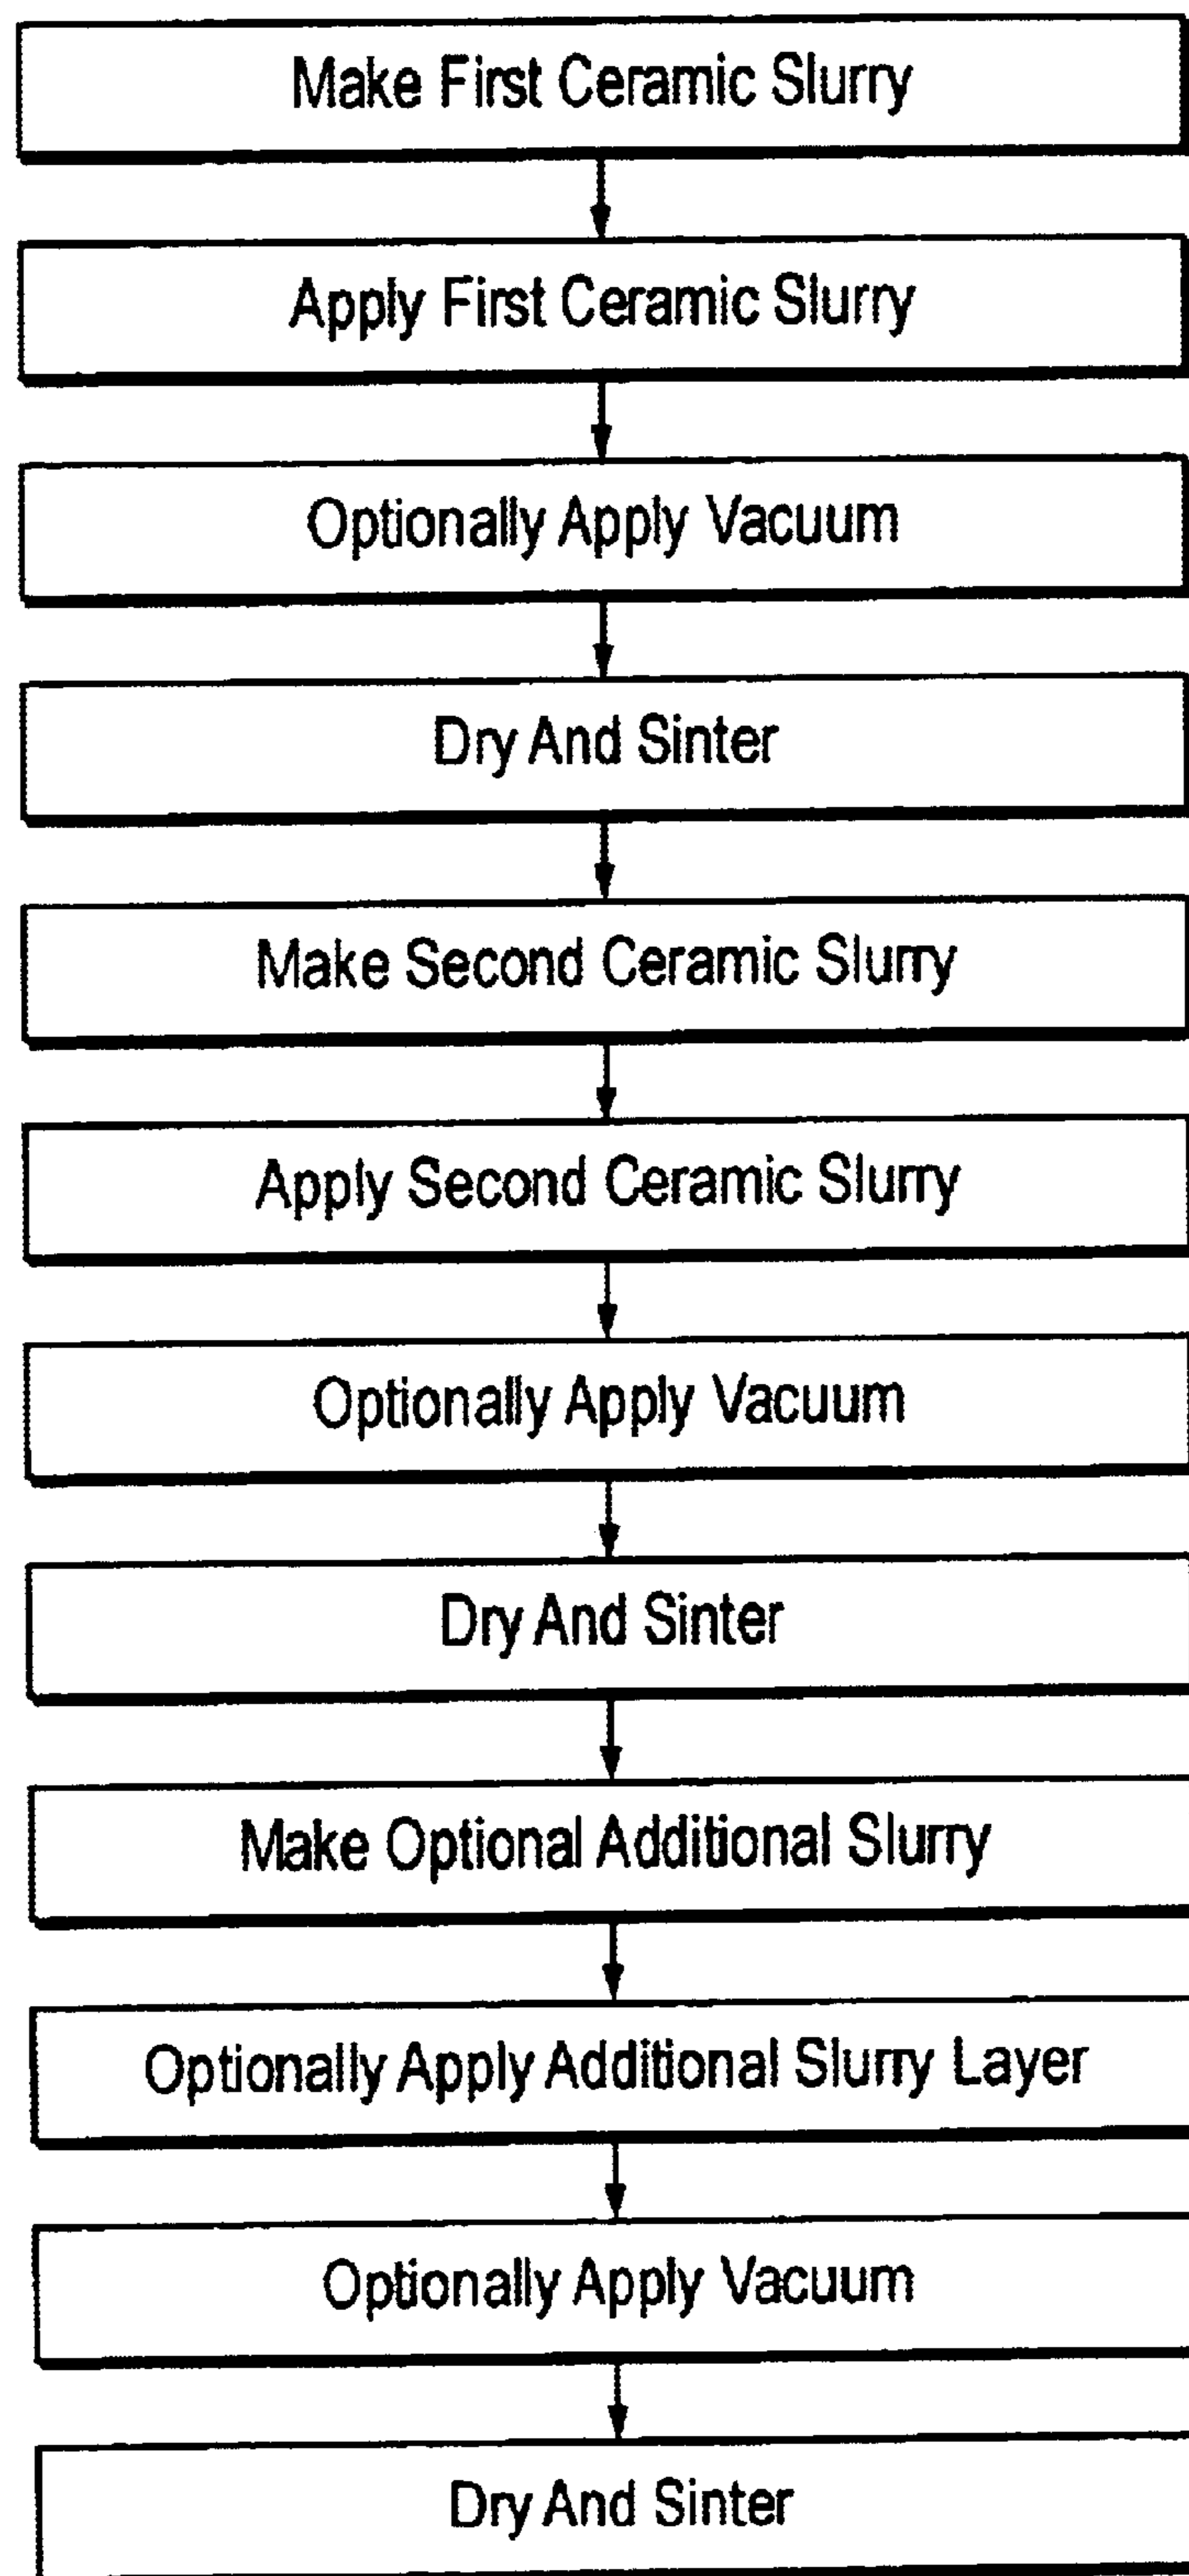 Make First Ceramic Slurry
Apply First Ceramic Slurry
Optionally Apply Vacuum
Dry And Sinter
Make Second Ceramic Slurry
Apply Second Ceramic Slurry
Optionally Apply Vacuum
Dry And Sinter
Make Optional Additional Slurry
Optionally Apply Additional Slurry Layer
Optionally Apply Vacuum
Dry And Sinter